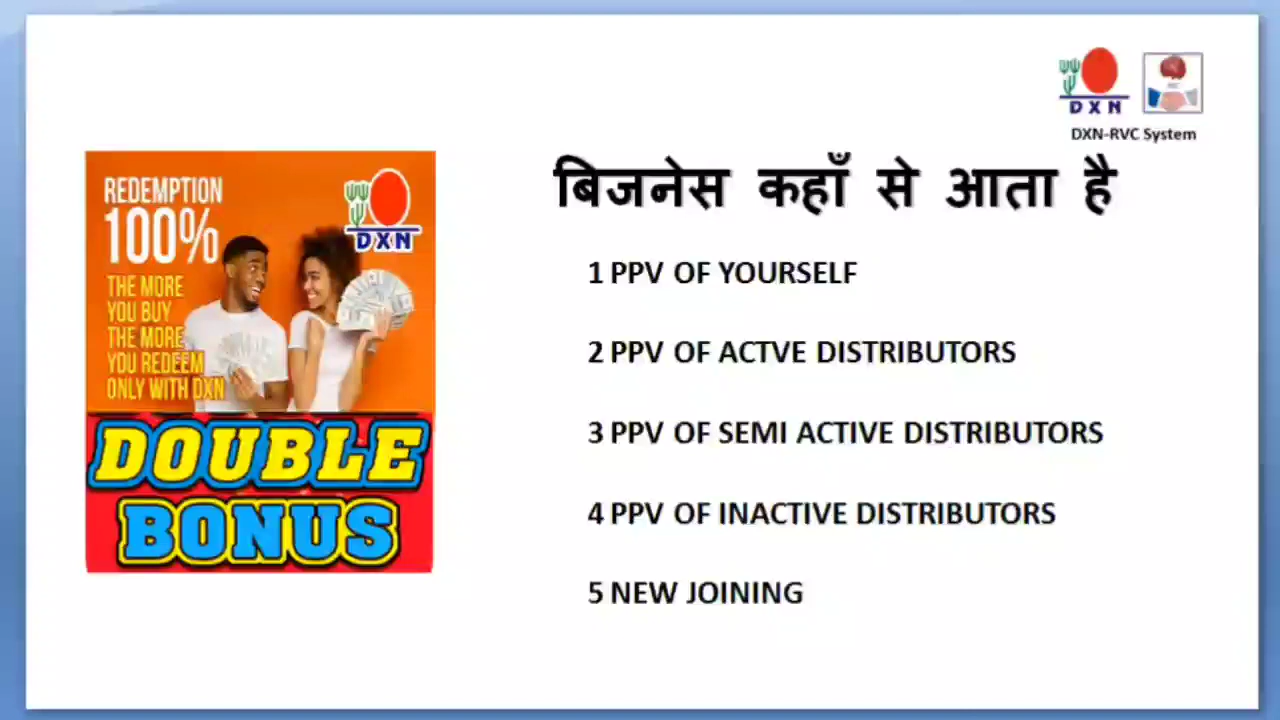 DXN
DXN-RVC System
REDEMPTION
100%
DXN
THE MORE
YOU BUY
THE MORE
YOU REDEEM
ONLY WITH DXN
DOUBLE
BONUS
बिजनेस कहाँ से आता है
1 PPV OF YOURSELF
2 PPV OF ACTVE DISTRIBUTORS
3 PPV OF SEMI ACTIVE DISTRIBUTORS
4 PPV OF INACTIVE DISTRIBUTORS
5 NEW JOINING